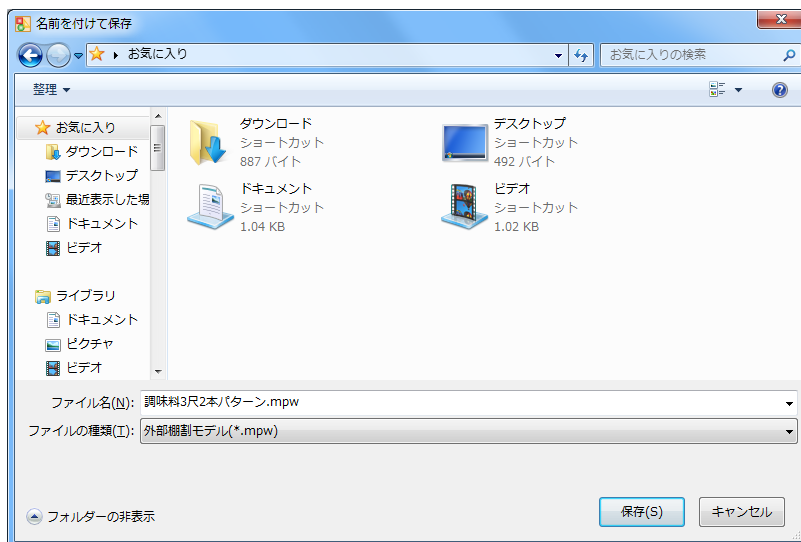 名前を付けて保存
お気に入り
お気に入りの検索
整理
お気に入り
ダウンロード
デスクトップ
最近表示した場
ドキュメント
ビデオ
ライブラリ
ドキュメント
ピクチャ
ビデオ
ダウンロード
ショートカット
887 バイト
デスクトップ
ショートカット
492 バイト
ドキュメント
ショートカット
1.04 KB
ビデオ
ショートカット
1.02 KB
ファイル名(N): 調味料3尺2本パターン.mpw
ファイルの種類(T): 外部棚割モデル(*.mpw)
フォルダーの非表示
保存(S)
キャンセル